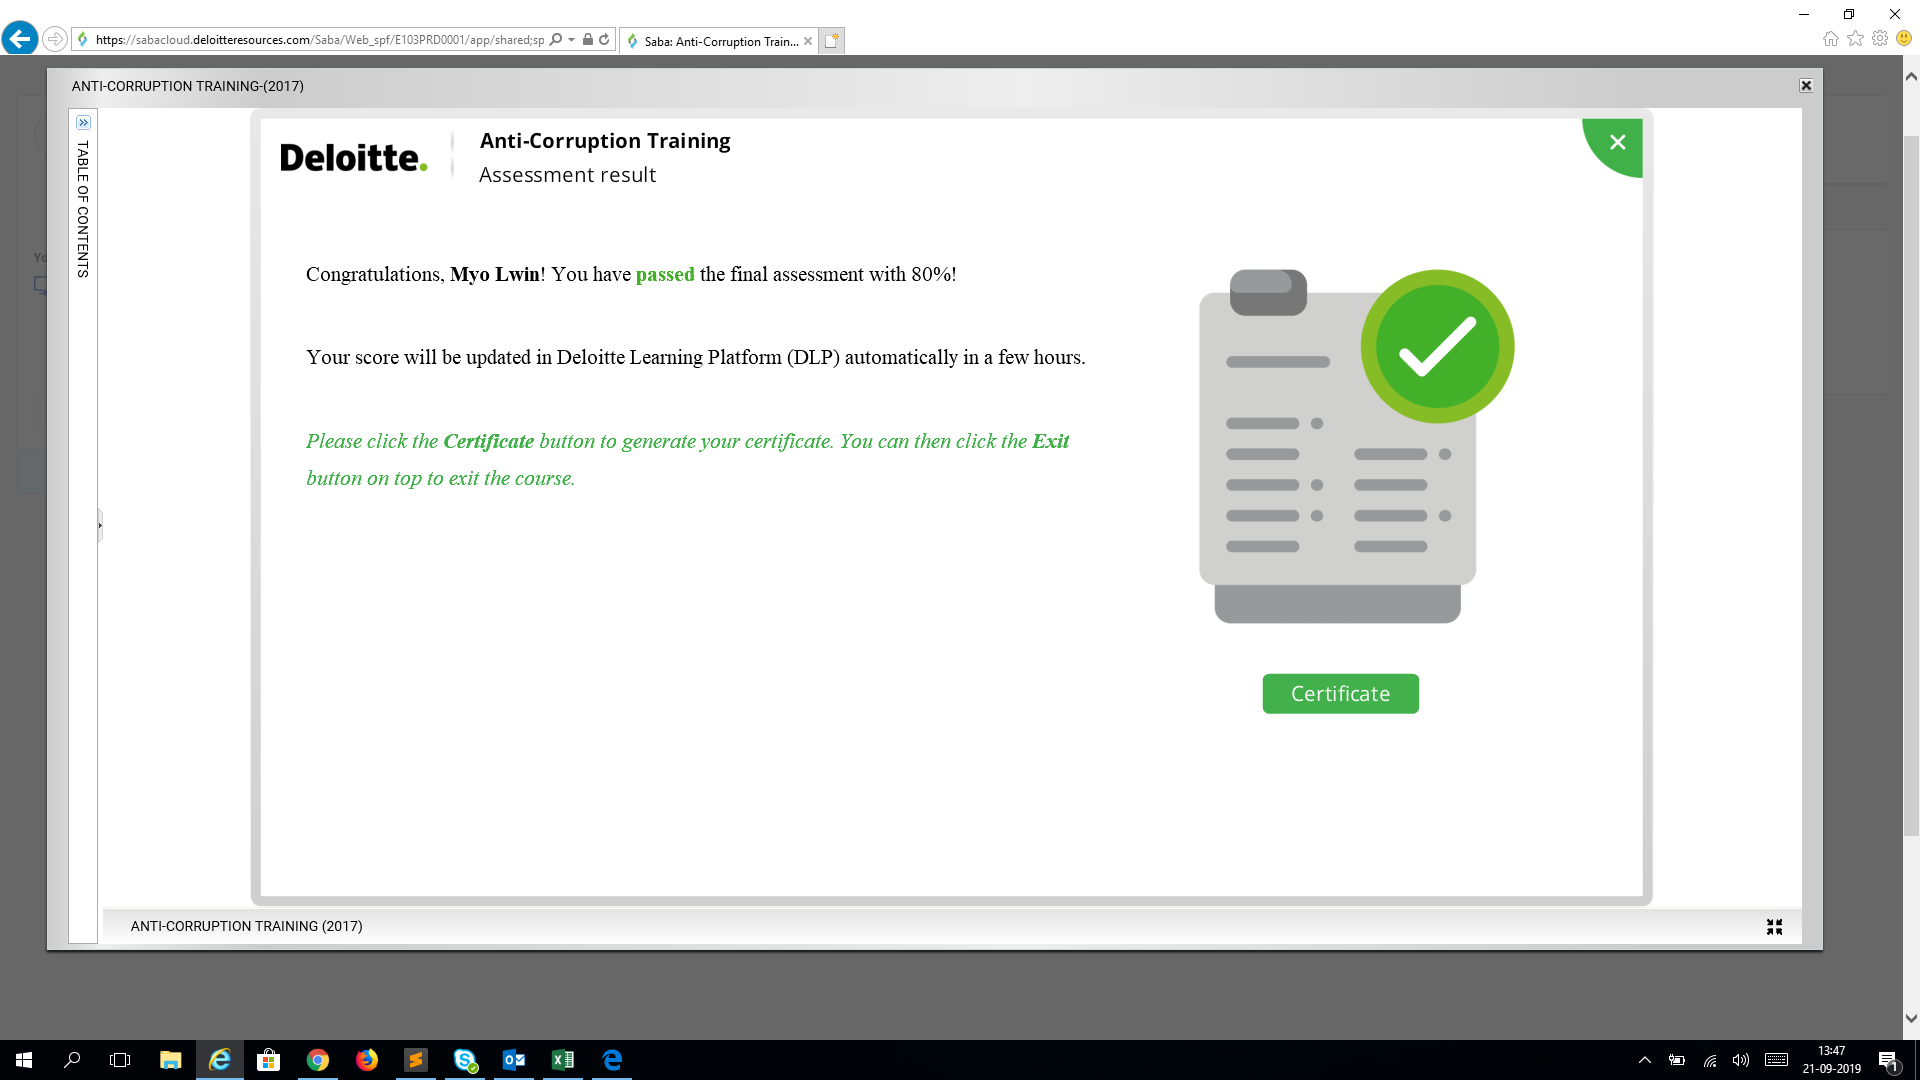 https://sabacloud.deloitteresources.com/Saba/Web_spf/E103PRD0001/app/shared;sp
Saba: Anti-Corruption Train...
ANTI-CORRUPTION TRAINING-(2017)
TABLE OF CONTENTS
Deloitte.
Anti-Corruption Training
Assessment result
Congratulations, Myo Lwin! You have passed the final assessment with 80%!
Your score will be updated in Deloitte Learning Platform (DLP) automatically in a few hours.
Please click the Certificate button to generate your certificate. You can then click the Exit
button on top to exit the course.
Certificate
ANTI-CORRUPTION TRAINING (2017)
13:47
21-09-2019
1